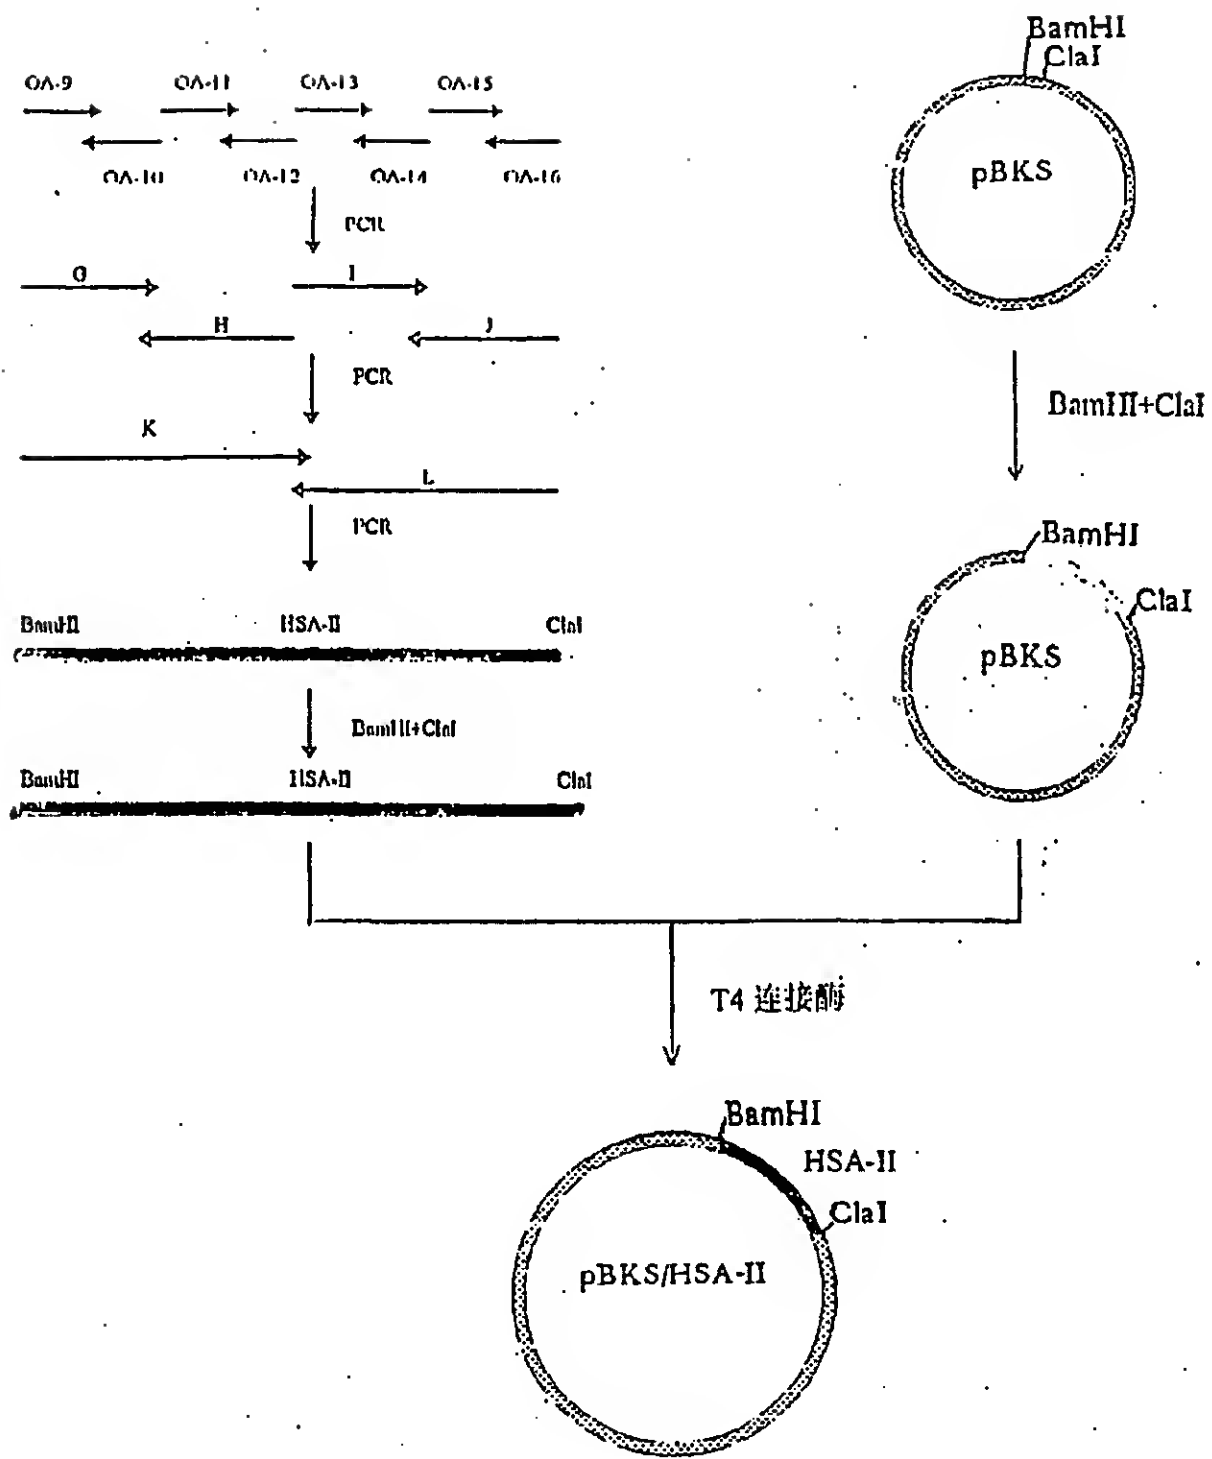 BamHI
ClaI
OA-9 OA-11 OA-13 OA-15
OA-10 OA-12 OA-14 OA-16
pBKS
PCR
G I
H J
PCR
BamHI+ClaI
K
L
PCR
BamHI
ClaI
BamHI HSA-II ClaI
pBKS
BamHI+ClaI
BamHI HSA-II ClaI
T4 连接酶
BamHI
HSA-II
ClaI
pBKS/HSA-II